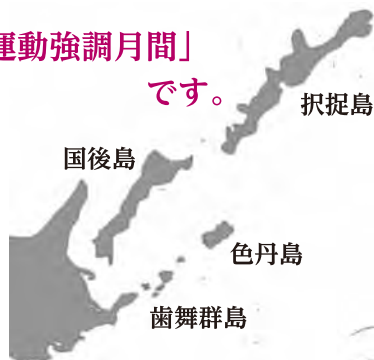 運動強調月間」
です。
択捉島
国後島
色丹島
歯舞群島